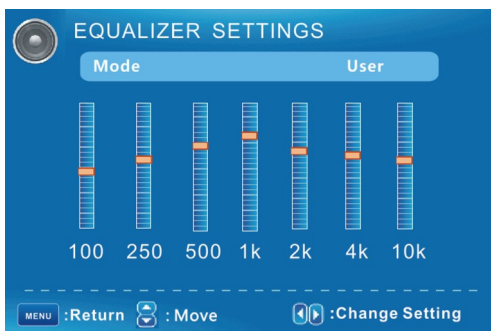 EQUALIZER SETTINGS
Mode User
100 250 500 1k 2k 4k 10k
MENU :Return : Move :Change Setting